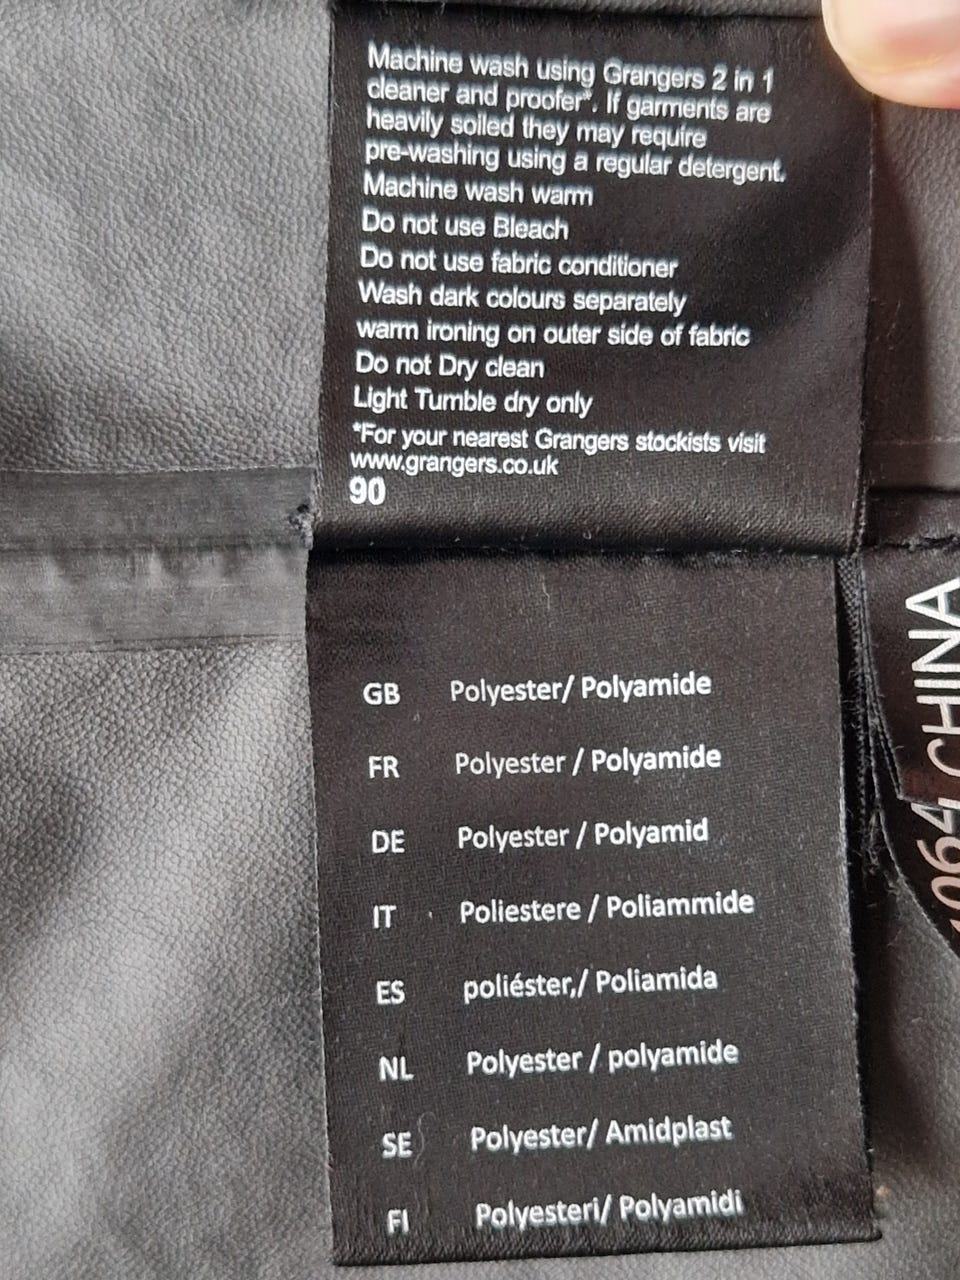 Machine wash using Grangers 2 in 1
cleaner and proofer*. If garments are
heavily soiled they may require
pre-washing using a regular detergent.
Machine wash warm
Do not use Bleach
Do not use fabric conditioner
Wash dark colours separately
warm ironing on outer side of fabric
Do not Dry clean
Light Tumble dry only
*For your nearest Grangers stockists visit
www.grangers.co.uk
90
GB Polyester/ Polyamide
FR Polyester / Polyamide
DE Polyester / Polyamid
IT Poliestere / Poliammide
ES poliéster,/ Poliamida
NL Polyester / polyamide
SE Polyester/ Amidplast
FI Polyesteri/ Polyamidi
CHINA